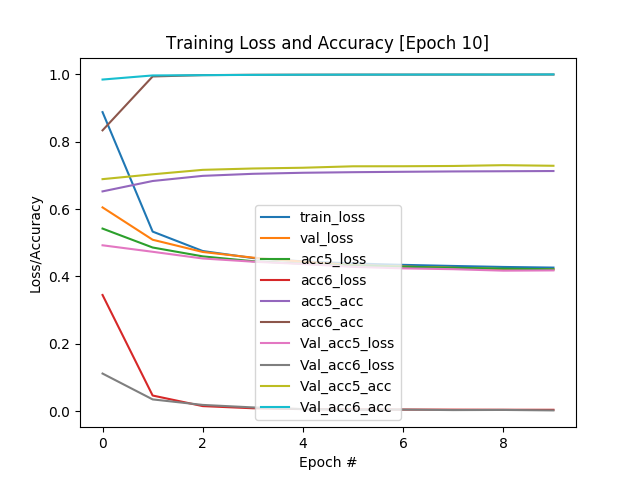 Training Loss and Accuracy [Epoch 10]
1.0
0.8
0.6
0.4
0.2
0.0
Loss/Accuracy
train_loss
val_loss
acc5_loss
acc6_loss
acc5_acc
acc6_acc
Val_acc5_loss
Val_acc6_loss
Val_acc5_acc
Val_acc6_acc
0 2 4 6 8
Epoch #